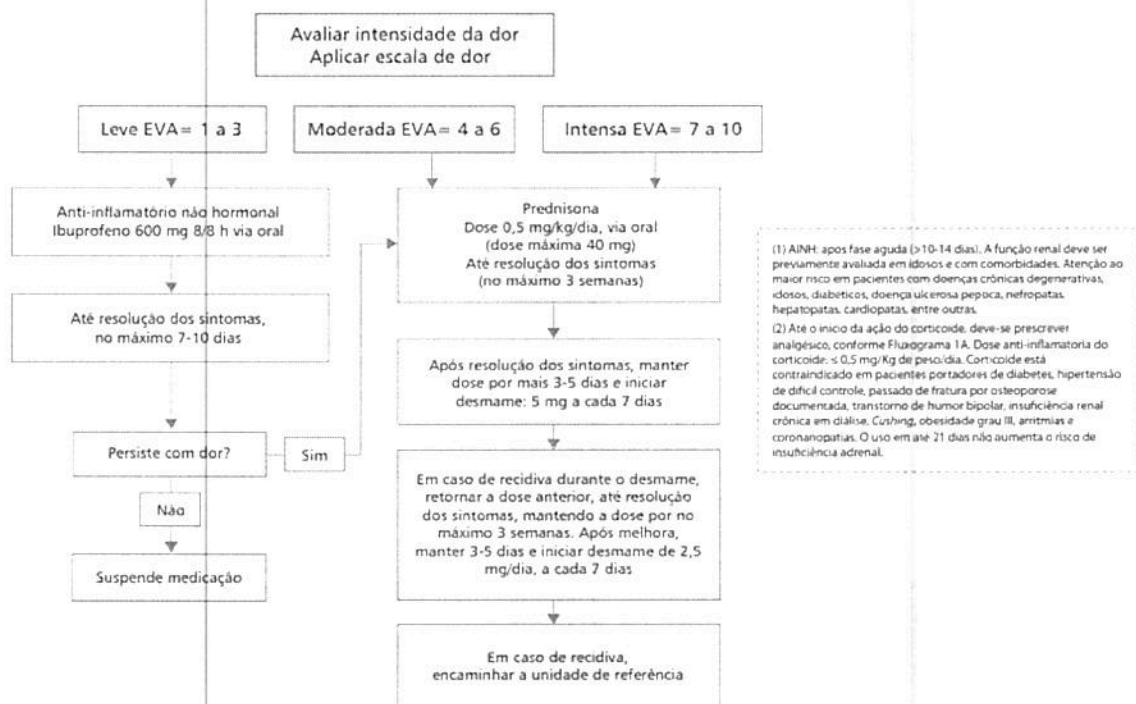 Avaliar intensidade da dor
Aplicar escala de dor
Leve EVA= 1 a 3
Moderada EVA= 4 a 6
Intensa EVA= 7 a 10
Anti-inflamatório não hormonal
Ibuprofeno 600 mg 8/8 h via oral
Até resolução dos sintomas,
no máximo 7-10 dias
Persiste com dor?
Sim
Não
Suspende medicação
Prednisona
Dose 0,5 mg/kg/dia, via oral
(dose máxima 40 mg)
Até resolução dos sintomas
(no máximo 3 semanas)
Após resolução dos sintomas, manter
dose por mais 3-5 dias e iniciar
desmame: 5 mg a cada 7 dias
Em caso de recidiva durante o desmame,
retornar a dose anterior, até resolução
dos sintomas, mantendo a dose por no
máximo 3 semanas. Após melhora,
manter 3-5 dias e iniciar desmame de 2,5
mg/dia, a cada 7 dias
Em caso de recidiva,
encaminhar a unidade de referência
(1) AINH: apos fase aguda (>10-14 dias). A função renal deve ser
previamente avaliada em idosos e com comorbidades. Atenção ao
maior risco em pacientes com doenças crônicas degenerativas,
idosos, diabéticos, doença ulcerosa peptica, nefropatas,
hepatopatas, cardiopatas, entre outras.
(2) Até o inicio da ação do corticoide, deve-se prescrever
analgésico, conforme Fluxograma 1A. Dose anti-inflamatoria do
corticoide: ≤ 0,5 mg/Kg de peso/dia. Corticoide está
contraindicado em pacientes portadores de diabetes, hipertensão
de dificil controle, passado de fratura por osteoporose
documentada, transtorno de humor bipolar, insuficiência renal
crônica em diálise, Cushing, obesidade grau III, arritmias e
coronariopatias. O uso em até 21 dias não aumenta o risco de
insuficiência adrenal.